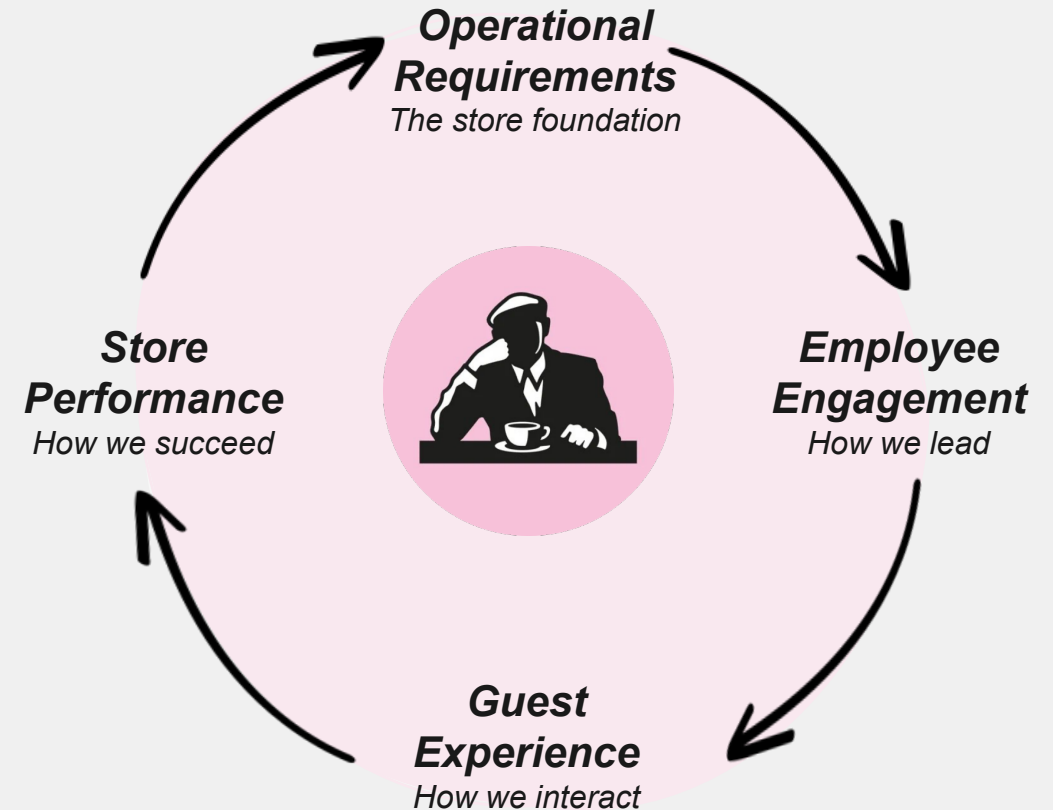 Operational
Requirements
The store foundation
Employee
Engagement
How we lead
Guest
Experience
How we interact
Store
Performance
How we succeed